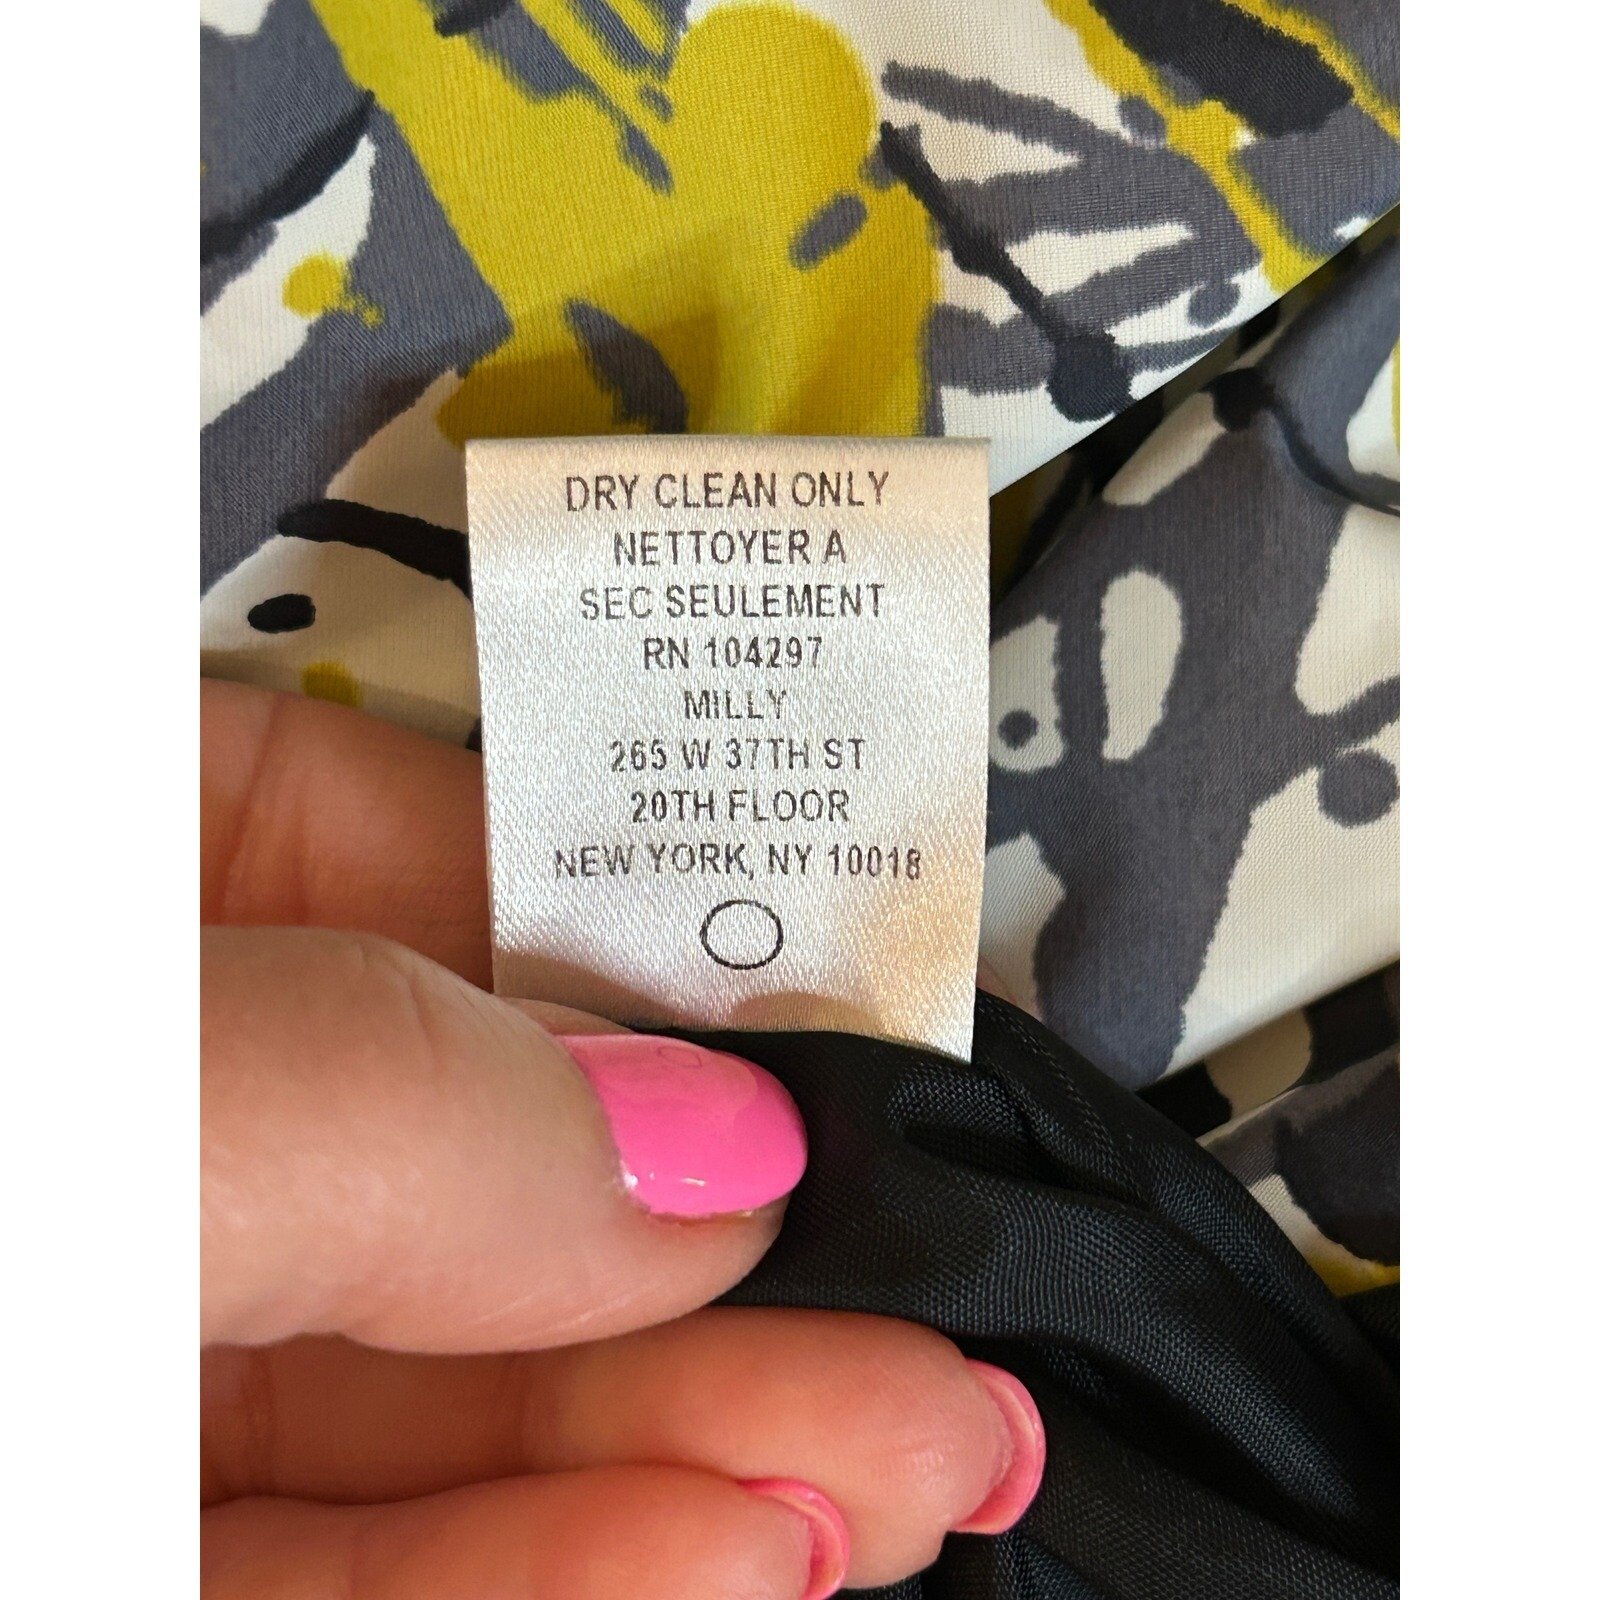 DRY CLEAN ONLY
NETTOYER A
SEC SEULEMENT
RN 104297
MILLY
265 W 37TH ST
20TH FLOOR
NEW YORK, NY 10018